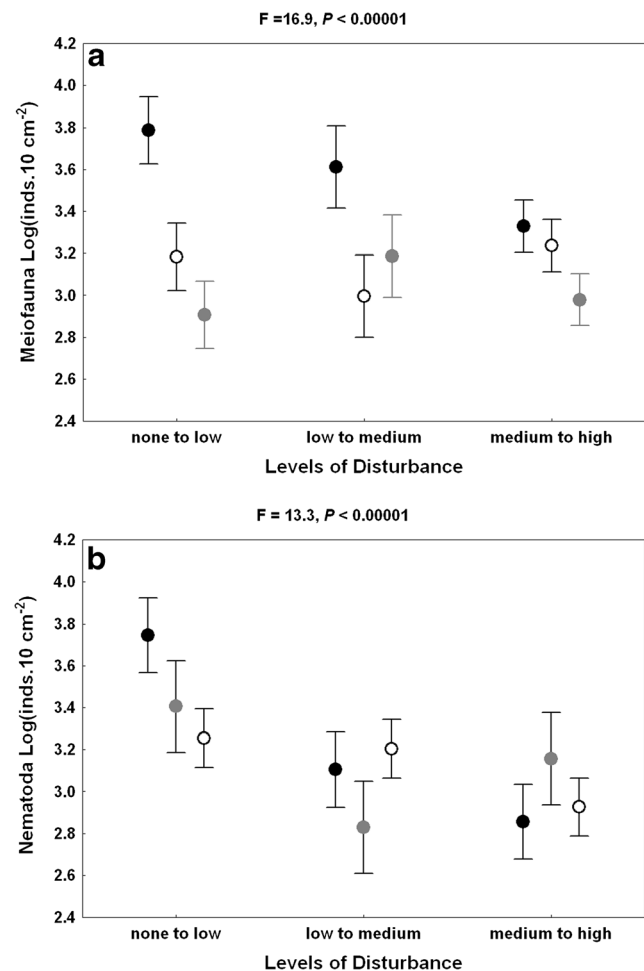 F =16.9, P < 0.00001
a
4.2
4.0
3.8
3.6
3.4
3.2
3.0
2.8
2.6
2.4
Meiofauna Log(inds.10 cm-2)
none to low low to medium medium to high
Levels of Disturbance
F = 13.3, P < 0.00001
b
4.2
4.0
3.8
3.6
3.4
3.2
3.0
2.8
2.6
2.4
Nematoda Log(inds.10 cm-2)
none to low low to medium medium to high
Levels of Disturbance